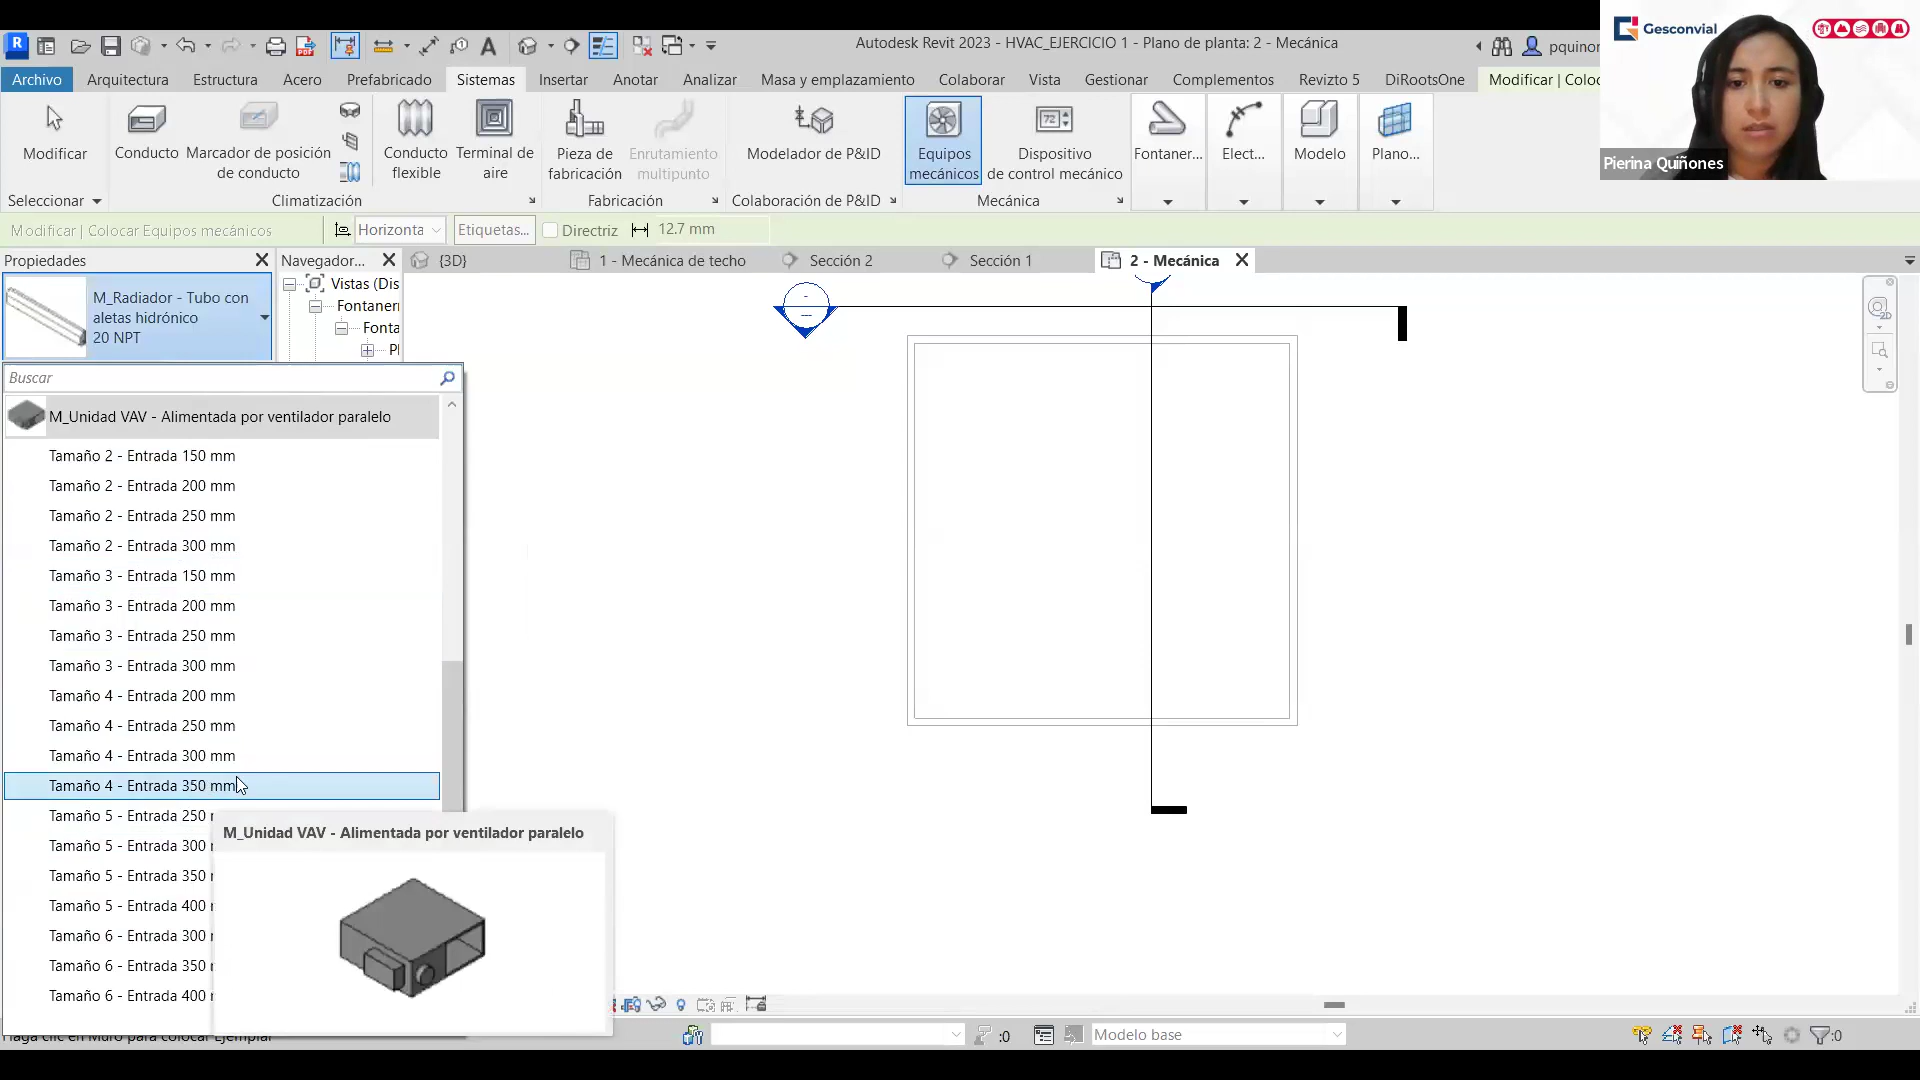 Autodesk Revit 2023 - HVAC_EJERCICIO 1 - Plano de planta: 2 - Mecánica
pquinor
Gesconvial
Archivo
Arquitectura
Estructura
Acero
Prefabricado
Sistemas
Insertar
Anotar
Analizar
Masa y emplazamiento
Colaborar
Vista
Gestionar
Complementos
Revizto 5
DiRootsOne
Modificar | Coloc
Modificar
Conducto
Marcador de posición
de conducto
Conducto
flexible
Terminal de
aire
Pieza de
fabricación
Enrutamiento
multipunto
Modelador de P&ID
Equipos
mecánicos
72
Dispositivo
de control mecánico
Fontaner...
Elect...
Modelo
Plano...
Pierina Quiñones
Seleccionar
Climatización
Fabricación
Colaboración de P&ID
Mecánica
Modificar | Colocar Equipos mecánicos
Horizonta
Etiquetas...
Directriz
12.7 mm
Propiedades
Navegador...
{3D}
1 - Mecánica de techo
Sección 2
Sección 1
2 - Mecánica
M_Radiador - Tubo con
aletas hidrónico
20 NPT
Vistas (Dis
Fontaner
Fonta
Pl
2D
Buscar
M_Unidad VAV - Alimentada por ventilador paralelo
Tamaño 2 - Entrada 150 mm
Tamaño 2 - Entrada 200 mm
Tamaño 2 - Entrada 250 mm
Tamaño 2 - Entrada 300 mm
Tamaño 3 - Entrada 150 mm
Tamaño 3 - Entrada 200 mm
Tamaño 3 - Entrada 250 mm
Tamaño 3 - Entrada 300 mm
Tamaño 4 - Entrada 200 mm
Tamaño 4 - Entrada 250 mm
Tamaño 4 - Entrada 300 mm
Tamaño 4 - Entrada 350 mm
Tamaño 5 - Entrada 250
Tamaño 5 - Entrada 300
Tamaño 5 - Entrada 350
Tamaño 5 - Entrada 400
Tamaño 6 - Entrada 300
Tamaño 6 - Entrada 350
Tamaño 6 - Entrada 400
M_Unidad VAV - Alimentada por ventilador paralelo
Haga clic en Muro para colocar Ejemplar
:0
Modelo base
:0